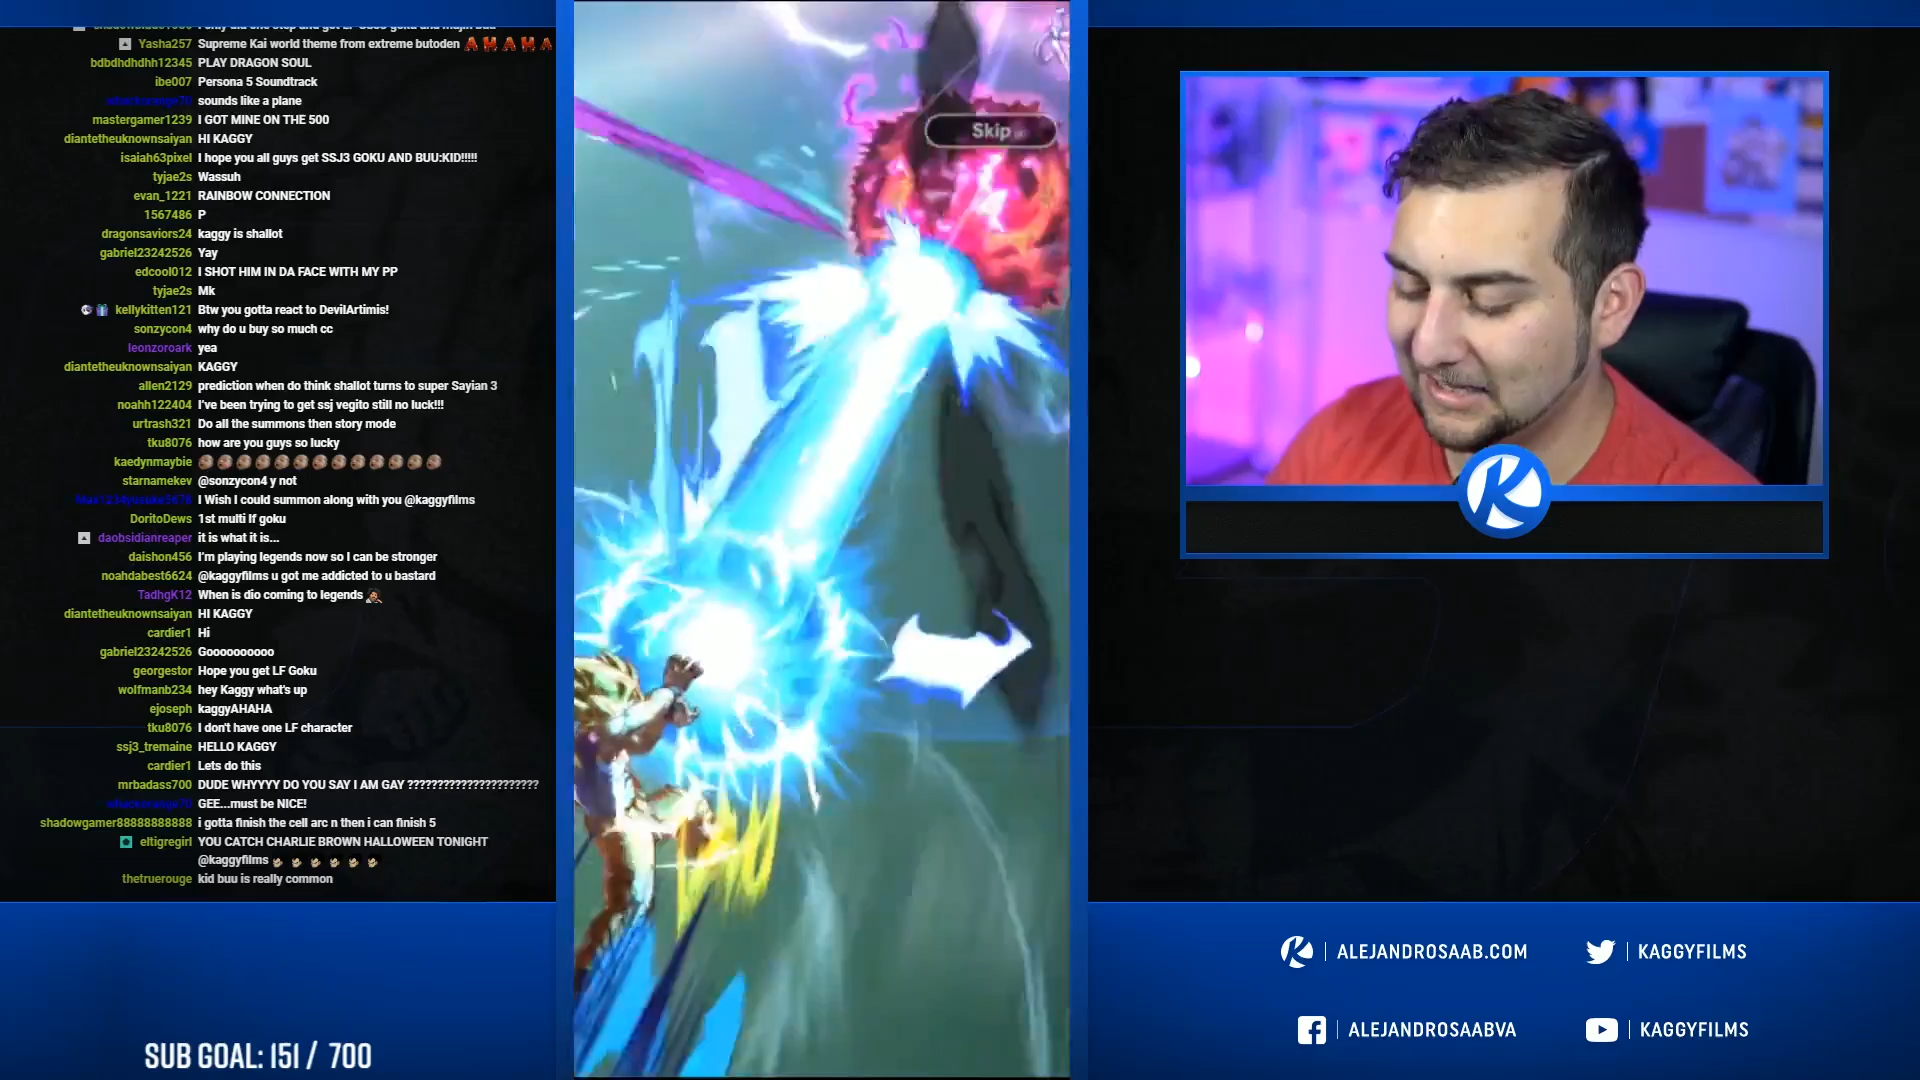 Yasha257 Supreme Kai world theme from extreme butoden
bdbdhdhdhh12345 PLAY DRAGON SOUL
ibe007 Persona 5 Soundtrack
sounds like a plane
mastergamer1239 I GOT MINE ON THE 500
diantetheuknownsaiyan HI KAGGY
isaiah63pixel I hope you all guys get SSJ3 GOKU AND BUU:KID!!!!!
tyjae2s Wassuh
evan_1221 RAINBOW CONNECTION
1567486 P
dragonsaviors24 kaggy is shallot
gabriel23242526 Yay
edcool012 I SHOT HIM IN DA FACE WITH MY PP
tyjae2s Mk
kellykitten121 Btw you gotta react to DevilArtimis!
sonzycon4 why do u buy so much cc
leonzoroark yea
diantetheuknownsaiyan KAGGY
allen2129 prediction when do think shallot turns to super Sayian 3
noahh122404 I've been trying to get ssj vegito still no luck!!!
urtrash321 Do all the summons then story mode
tku8076 how are you guys so lucky
kaedynmaybie
starnamekev @sonzycon4 y not
I Wish I could summon along with you @kaggyfilms
DoritoDews 1st multi lf goku
daobsidianreaper it is what it is...
daishon456 I'm playing legends now so I can be stronger
noahdabest6624 @kaggyfilms u got me addicted to u bastard
TadhgK12 When is dio coming to legends
diantetheuknownsaiyan HI KAGGY
cardier1 Hi
gabriel23242526 Goooooooooo
georgestor Hope you get LF Goku
wolfmanb234 hey Kaggy what's up
ejoseph kaggyAHAHA
tku8076 I don't have one LF character
ssj3_tremaine HELLO KAGGY
cardier1 Lets do this
mrbadass700 DUDE WHYYYY DO YOU SAY I AM GAY ??????????????????????
GEE...must be NICE!
shadowgamer88888888888 i gotta finish the cell arc n then i can finish 5
eltigregirl YOU CATCH CHARLIE BROWN HALLOWEEN TONIGHT
@kaggyfilms
thetruerouge kid buu is really common
SUB GOAL: 151 / 700
Skip
K
K | ALEJANDROSAAB.COM
| KAGGYFILMS
| ALEJANDROSAABVA
| KAGGYFILMS